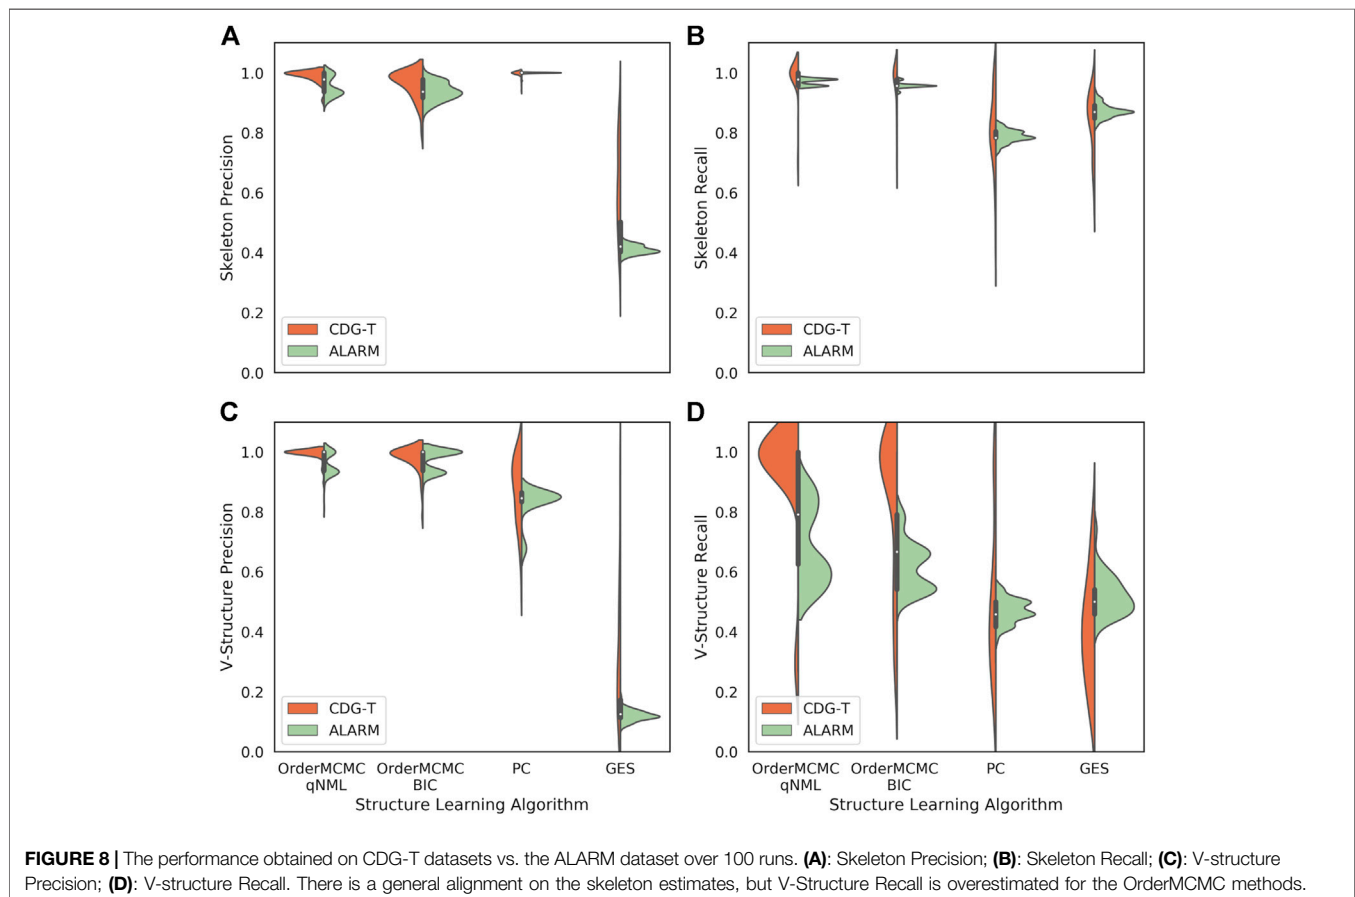 A
B
1.0
0.8
0.6
0.4
0.2
0.0
Skeleton Precision
CDG-T
ALARM
1.0
0.8
0.6
0.4
0.2
0.0
Skeleton Recall
CDG-T
ALARM
C
D
1.0
0.8
0.6
0.4
0.2
0.0
V-Structure Precision
CDG-T
ALARM
OrderMCMC
qNML
OrderMCMC
BIC
PC
GES
Structure Learning Algorithm
1.0
0.8
0.6
0.4
0.2
0.0
V-Structure Recall
CDG-T
ALARM
OrderMCMC
qNML
OrderMCMC
BIC
PC
GES
Structure Learning Algorithm
FIGURE 8 | The performance obtained on CDG-T datasets vs. the ALARM dataset over 100 runs. (A): Skeleton Precision; (B): Skeleton Recall; (C): V-structure
Precision; (D): V-structure Recall. There is a general alignment on the skeleton estimates, but V-Structure Recall is overestimated for the OrderMCMC methods.